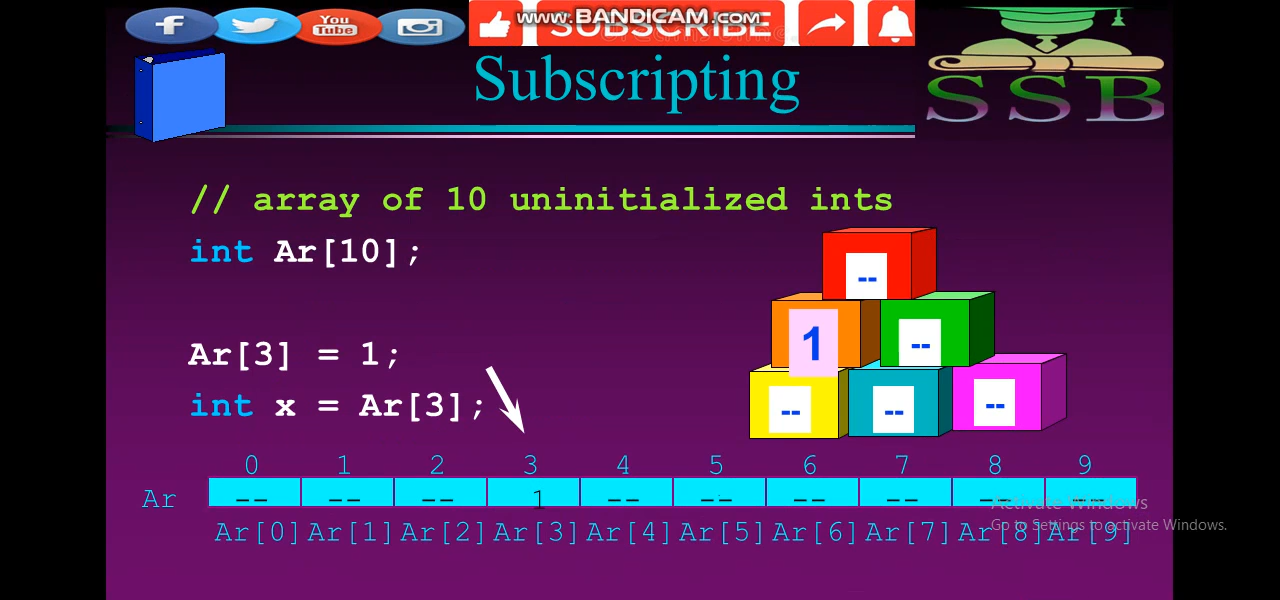 f You Tube
www.BANDICAM.com
SUBSCRIBE
Subscripting
SSB
// array of 10 uninitialized ints
int Ar[10];
Ar[3] = 1;
int x = Ar[3];
--
1 --
-- -- --
0 1 2 3 4 5 6 7 8 9
Ar -- -- -- 1 -- -- -- -- -- --
Ar[0] Ar[1] Ar[2] Ar[3] Ar[4] Ar[5] Ar[6] Ar[7] Ar[8] Ar[9]
Activate Windows
Go to Settings to activate Windows.